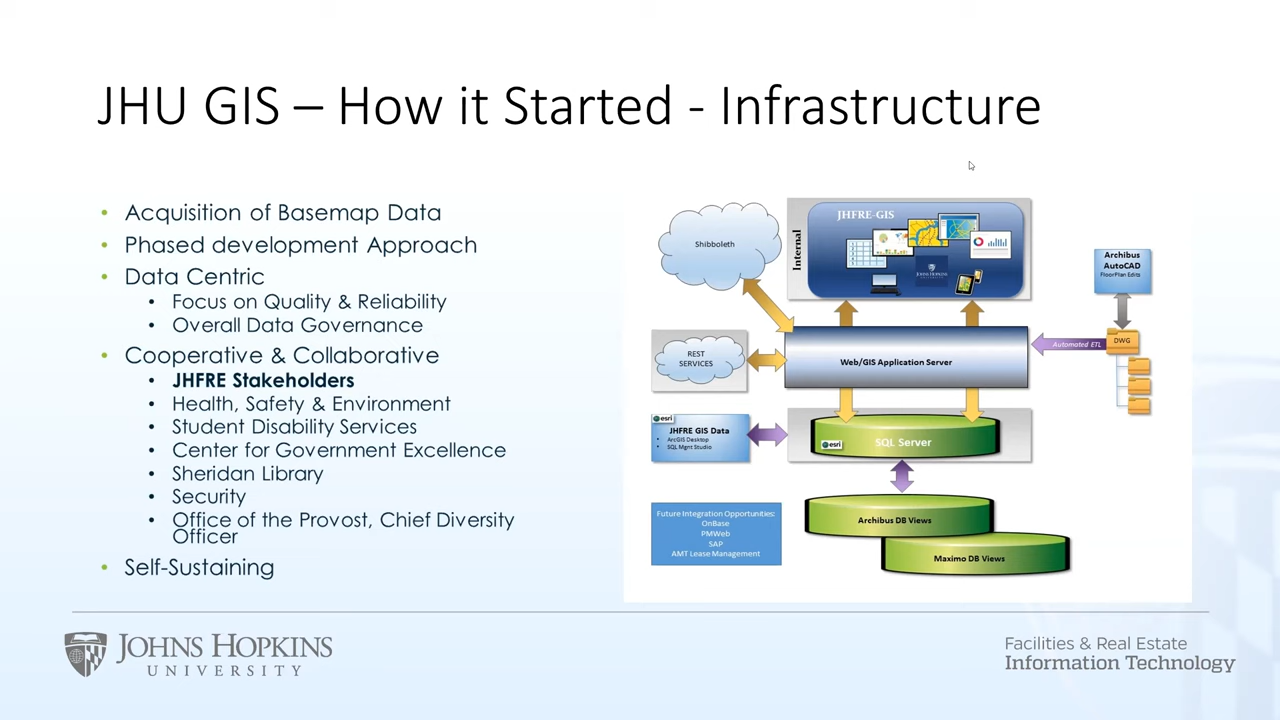 JHU GIS – How it Started - Infrastructure
• Acquisition of Basemap Data
• Phased development Approach
• Data Centric
• Focus on Quality & Reliability
• Overall Data Governance
• Cooperative & Collaborative
• JHFRE Stakeholders
• Health, Safety & Environment
• Student Disability Services
• Center for Government Excellence
• Sheridan Library
• Security
• Office of the Provost, Chief Diversity
Officer
• Self-Sustaining
Shibboleth
Internal
JHFRE-GIS
JOHNS HOPKINS
UNIVERSITY
Archibus
AutoCAD
FloorPlan Edits
REST
SERVICES
Web/GIS Application Server
Automated ETL
DWG
esri
JHFRE GIS Data
• ArcGIS Desktop
• SQL Mgnt Studio
esri
SQL Server
Future Integration Opportunities:
OnBase
PMWeb
SAP
AMT Lease Management
Archibus DB Views
Maximo DB Views
JOHNS HOPKINS
UNIVERSITY
Facilities & Real Estate
Information Technology